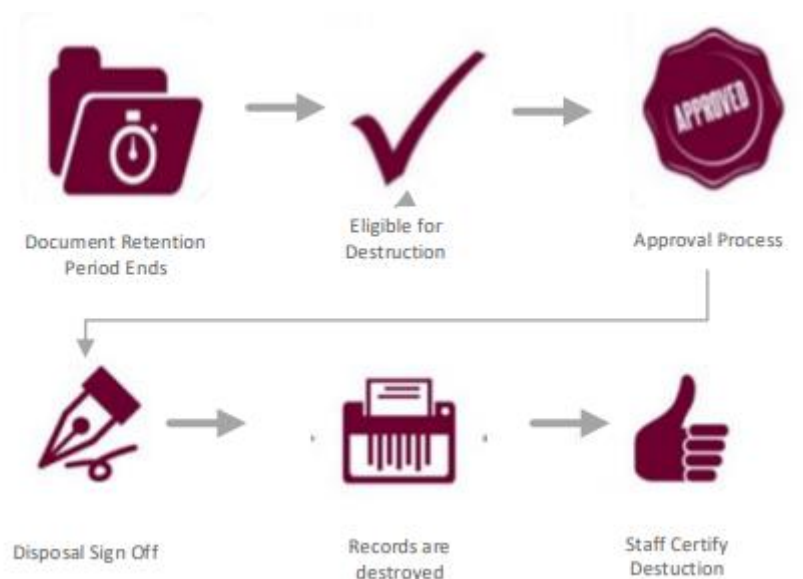 APPROVED
Document Retention
Period Ends
Eligible for
Destruction
Approval Process
Disposal Sign Off
Records are
destroyed
Staff Certify
Destuction